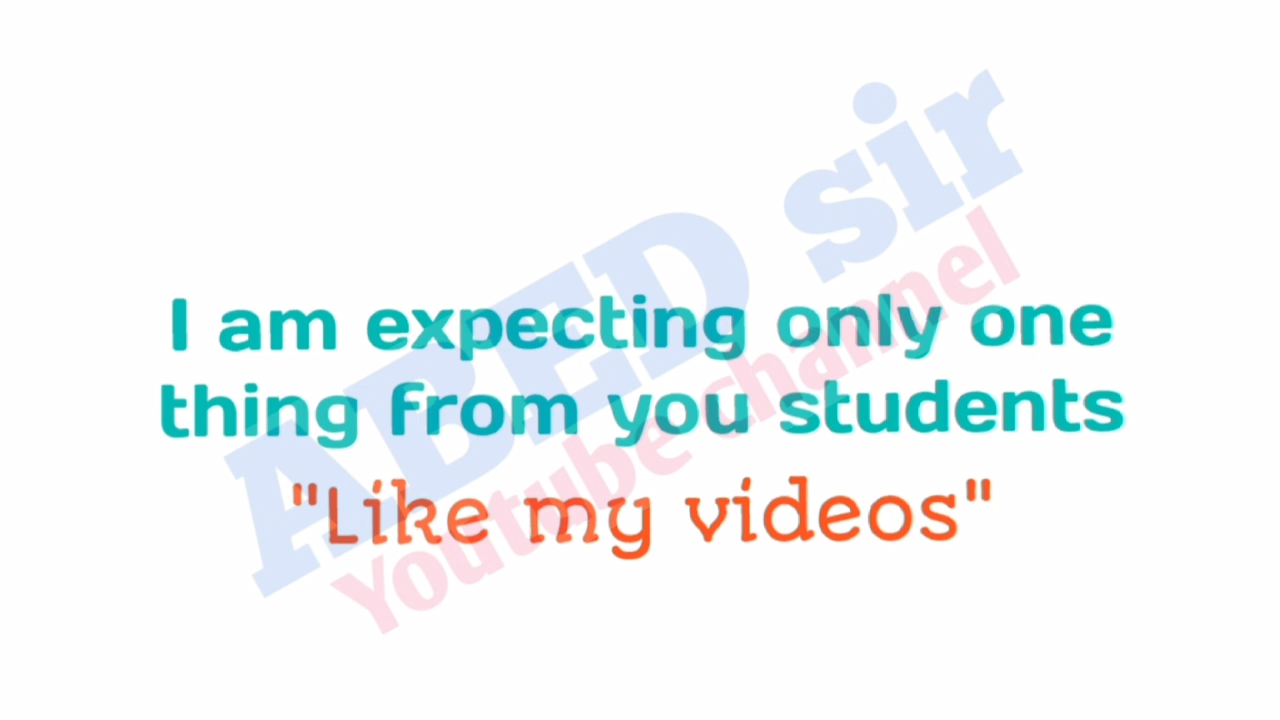 ABED sir
Youtube channel
I am expecting only one
thing from you students
"Like my videos"